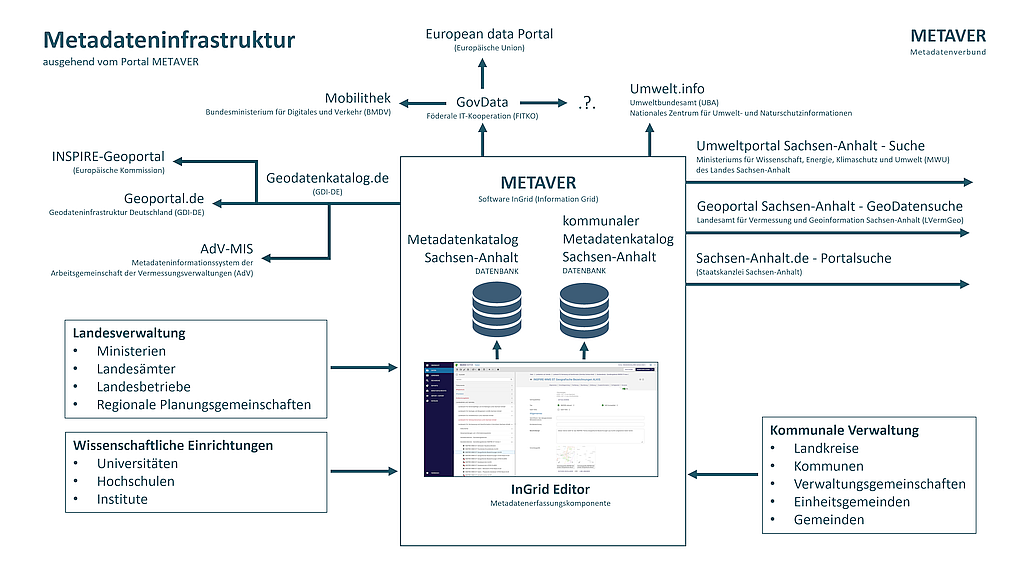 Metadateninfrastruktur
ausgehend vom Portal METAVER
METAVER
Metadatenverbund
European data Portal
(Europäische Union)
Mobilithek
Bundesministerium für Digitales und Verkehr (BMDV)
GovData
Föderale IT-Kooperation (FITKO)
.?.
Umwelt.info
Umweltbundesamt (UBA)
Nationales Zentrum für Umwelt- und Naturschutzinformationen
INSPIRE-Geoportal
(Europäische Kommission)
Geodatenkatalog.de
(GDI-DE)
Geoportal.de
Geodateninfrastruktur Deutschland (GDI-DE)
AdV-MIS
Metadateninformationssystem der
Arbeitsgemeinschaft der Vermessungsverwaltungen (AdV)
Umweltportal Sachsen-Anhalt - Suche
Ministeriums für Wissenschaft, Energie, Klimaschutz und Umwelt (MWU)
des Landes Sachsen-Anhalt
Geoportal Sachsen-Anhalt - GeoDatensuche
Landesamt für Vermessung und Geoinformation Sachsen-Anhalt (LVermGeo)
Sachsen-Anhalt.de - Portalsuche
(Staatskanzlei Sachsen-Anhalt)
METAVER
Software InGrid (Information Grid)
Metadatenkatalog
Sachsen-Anhalt
DATENBANK
kommunaler
Metadatenkatalog
Sachsen-Anhalt
DATENBANK
InGrid Editor
Metadatenerfassungskomponente
Landesverwaltung
• Ministerien
• Landesämter
• Landesbetriebe
• Regionale Planungsgemeinschaften
Wissenschaftliche Einrichtungen
• Universitäten
• Hochschulen
• Institute
Kommunale Verwaltung
• Landkreise
• Kommunen
• Verwaltungsgemeinschaften
• Einheitsgemeinden
• Gemeinden